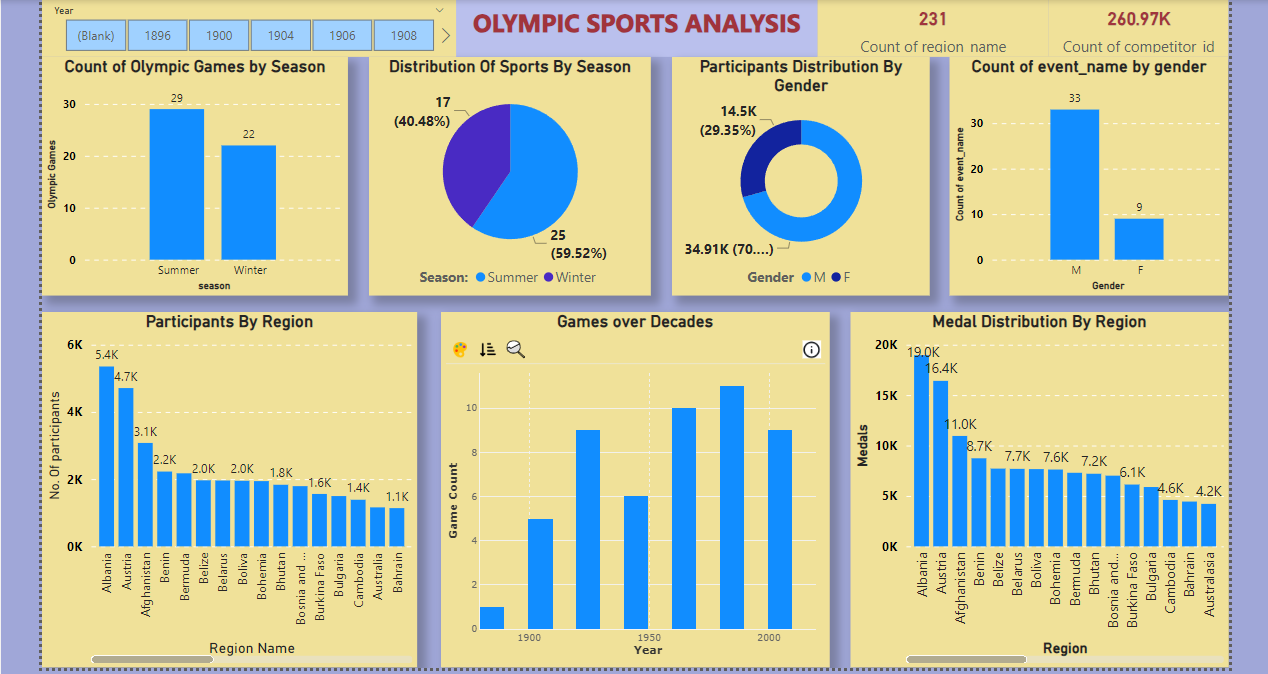 Year
(Blank)
1896
1900
1904
1906
1908
OLYMPIC SPORTS ANALYSIS
231
Count of region_name
260.97K
Count of competitor_id
Count of Olympic Games by Season
Olympic Games
30
20
10
0
29
22
Summer
Winter
season
Distribution Of Sports By Season
17
(40.48%)
25
(59.52%)
Season: Summer Winter
Participants Distribution By
Gender
14.5K
(29.35%)
34.91K (70....)
Gender M F
Count of event_name by gender
Count of event_name
30
20
10
0
33
9
M
F
Gender
Participants By Region
No. Of participants
6K
4K
2K
0K
5.4K
4.7K
3.1K
2.2K
2.0K
2.0K
1.8K
1.6K
1.4K
1.1K
Albania
Austria
Afghanistan
Benin
Bermuda
Belize
Belarus
Boliva
Bohemia
Bhutan
Bosnia and ...
Burkina Faso
Bulgaria
Cambodia
Australia
Bahrain
Region Name
Games over Decades
Game Count
10
8
6
4
2
0
1900
1950
2000
Year
Medal Distribution By Region
Medals
20K
15K
10K
5K
0K
19.0K
16.4K
11.0K
8.7K
7.7K
7.6K
7.2K
6.1K
4.6K
4.2K
Albania
Austria
Afghanistan
Benin
Belize
Belarus
Boliva
Bohemia
Bermuda
Bhutan
Bosnia and...
Burkina Faso
Bulgaria
Cambodia
Bahrain
Australasia
Region